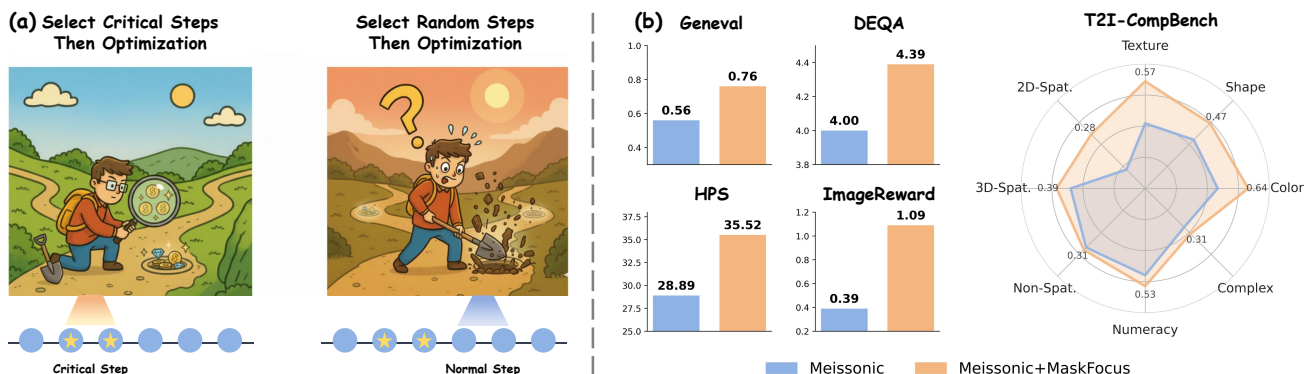 (a) Select Critical Steps
Then Optimization
Select Random Steps
Then Optimization
?
Critical Step
Normal Step
(b)
Geneval
1.0
0.8
0.6
0.4
0.56
0.76
DEQA
4.4
4.2
4.0
3.8
4.00
4.39
HPS
37.5
35.0
32.5
30.0
27.5
25.0
28.89
35.52
ImageReward
1.2
1.0
0.8
0.6
0.4
0.2
0.39
1.09
T2I-CompBench
Texture
0.57
2D-Spat.
Shape
0.28
0.47
3D-Spat.
0.39
0.64
Color
0.31
0.31
Non-Spat.
Complex
0.53
Numeracy
Meissonic
Meissonic+MaskFocus